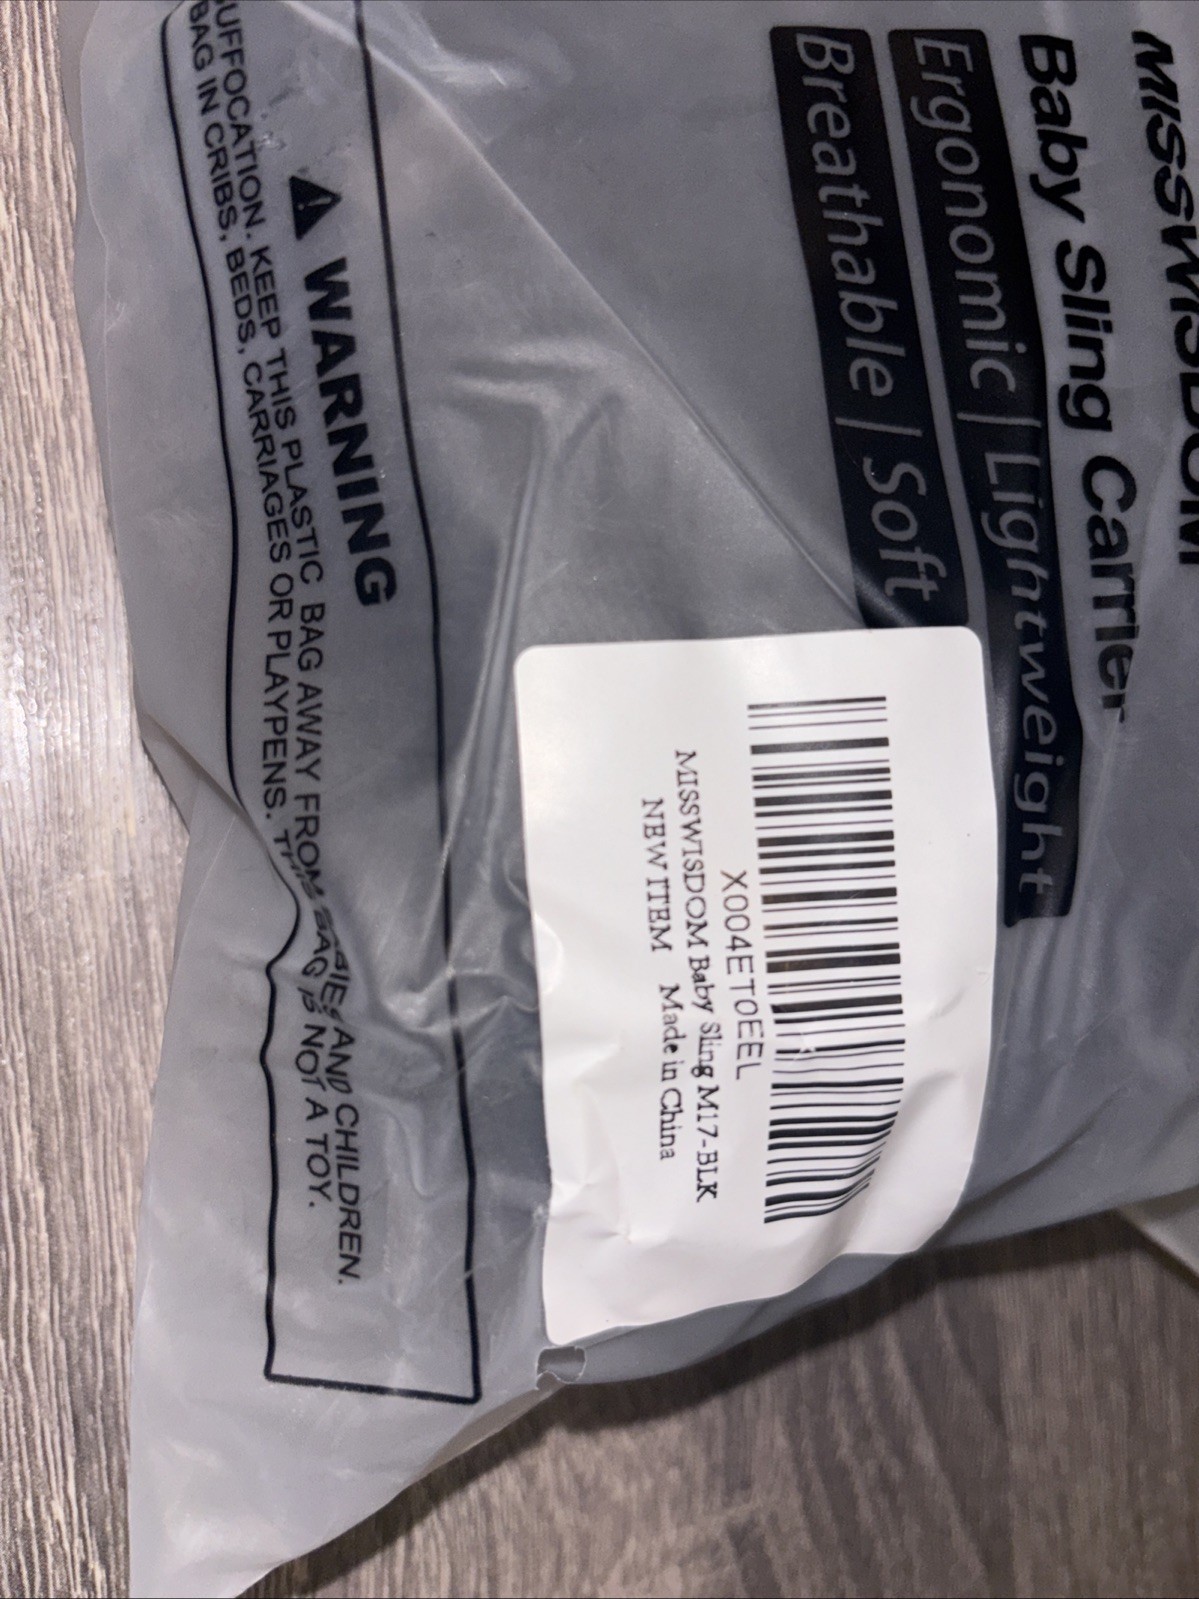 MISSWISDOM
Baby Sling Carrier
Ergonomic | Lightweight
Breathable | Soft
X004ET0EEL
MISSWISDOM Baby Sling M17-BLK
NEW ITEM Made in China
WARNING
SUFFOCATION. KEEP THIS PLASTIC BAG AWAY FROM BABIES AND CHILDREN.
BAG IN CRIBS, BEDS, CARRIAGES OR PLAYPENS. THIS BAG IS NOT A TOY.